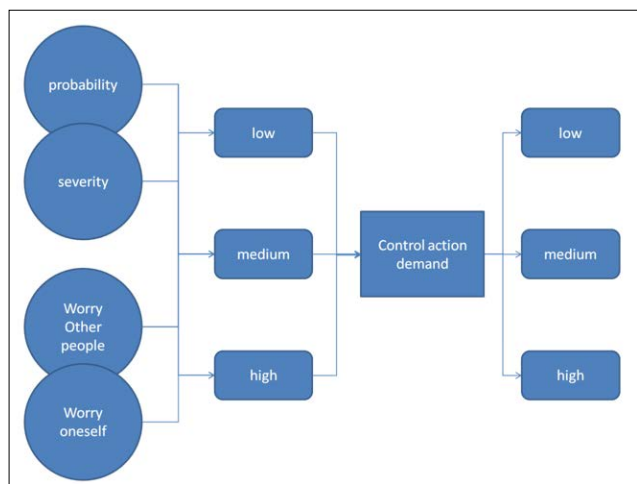 probability
severity
Worry
Other
people
Worry
oneself
low
medium
high
Control action
demand
low
medium
high